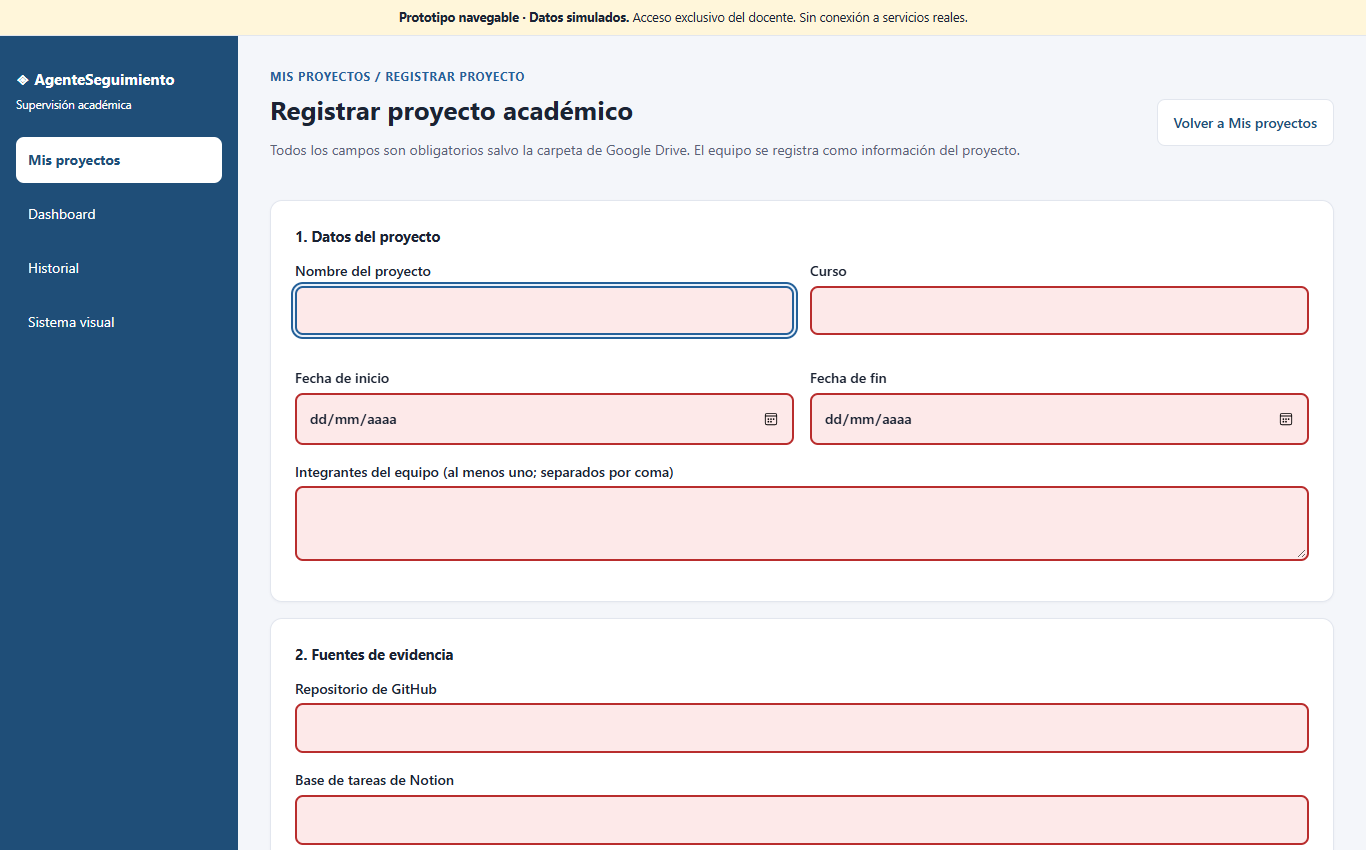 Prototipo navegable · Datos simulados. Acceso exclusivo del docente. Sin conexión a servicios reales.
AgenteSeguimiento
Supervisión académica
Mis proyectos
Dashboard
Historial
Sistema visual
MIS PROYECTOS / REGISTRAR PROYECTO
Registrar proyecto académico
Volver a Mis proyectos
Todos los campos son obligatorios salvo la carpeta de Google Drive. El equipo se registra como información del proyecto.
1. Datos del proyecto
Nombre del proyecto
Curso
Fecha de inicio
Fecha de fin
dd/mm/aaaa
dd/mm/aaaa
Integrantes del equipo (al menos uno; separados por coma)
2. Fuentes de evidencia
Repositorio de GitHub
Base de tareas de Notion